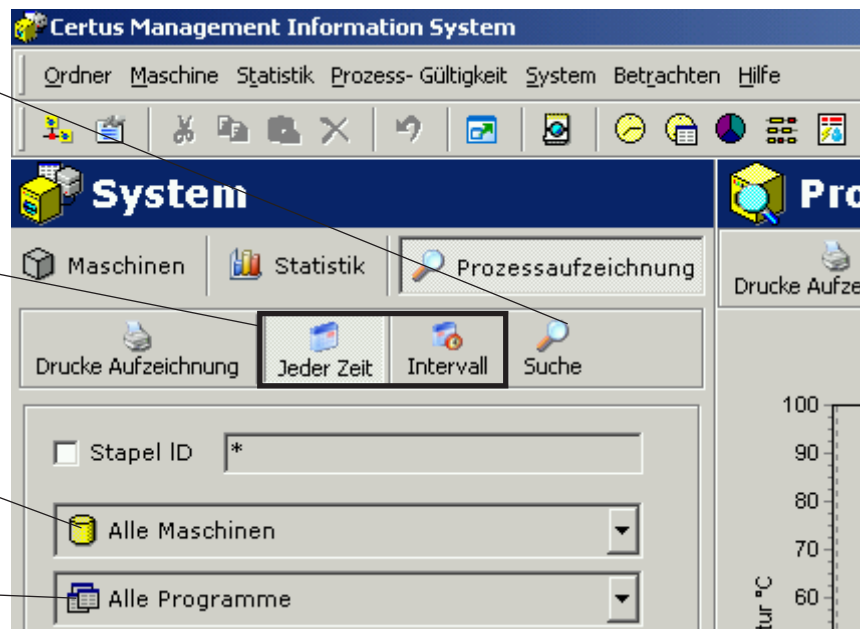 Certus Management Information System
Ordner Maschine Statistik Prozess- Gültigkeit System Betrachten Hilfe
System
Maschinen Statistik Prozessaufzeichnung
Drucke Aufzeichnung Jeder Zeit Intervall Suche
Stapel ID *
Alle Maschinen
Alle Programme
Pro
Drucke Aufze
100
90
80
70
60
tur °C